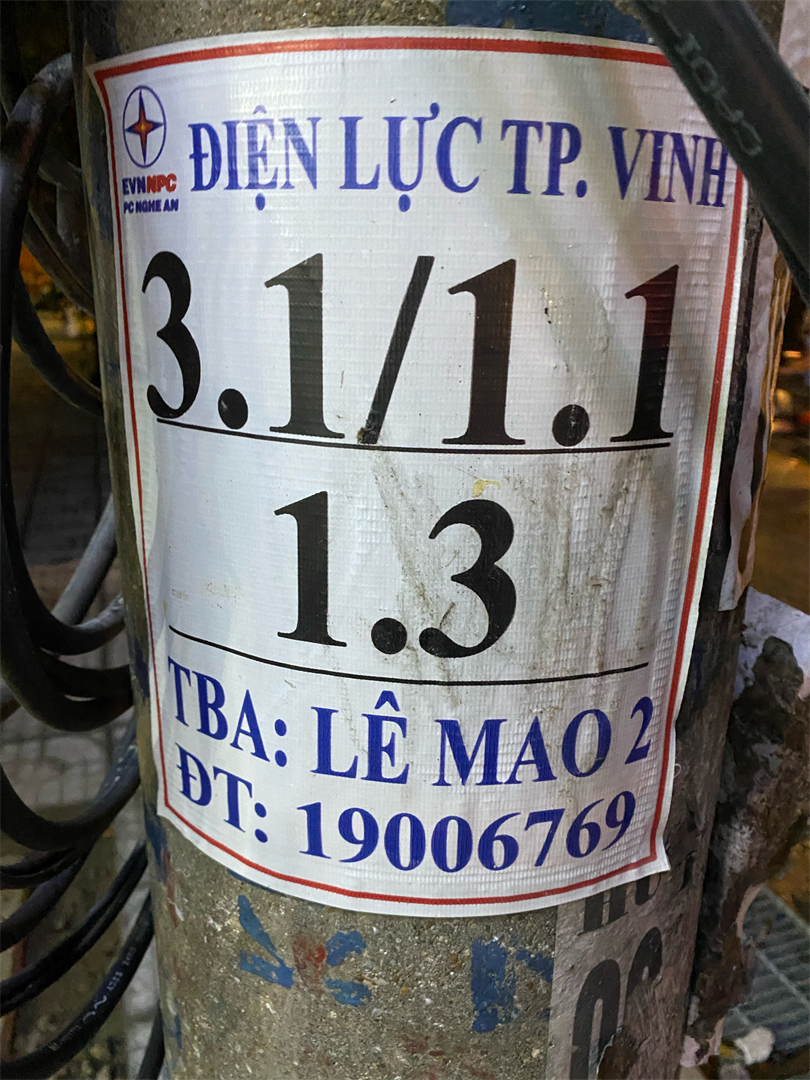 EVNNPC
PC NGHE AN
ĐIỆN LỰC TP. VINH
3.1/1.1
1.3
TBA: LÊ MAO 2
ĐT: 19006769